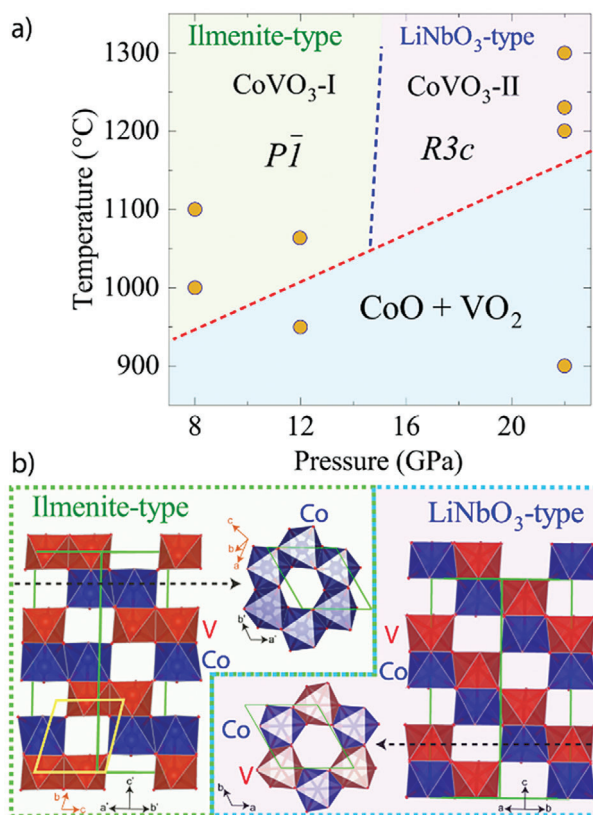 a)
Ilmenite-type
LiNbO₃-type
CoVO₃-I
CoVO₃-II
P1̄
R3c
CoO + VO₂
Temperature (°C)
1300
1200
1100
1000
900
8
12
16
20
Pressure (GPa)
b)
Ilmenite-type
Co
LiNbO₃-type
c
b
a
b'
a'
V
Co
V
Co
Co
V
b
a
b
c
c'
a'
b'
c'
a
b